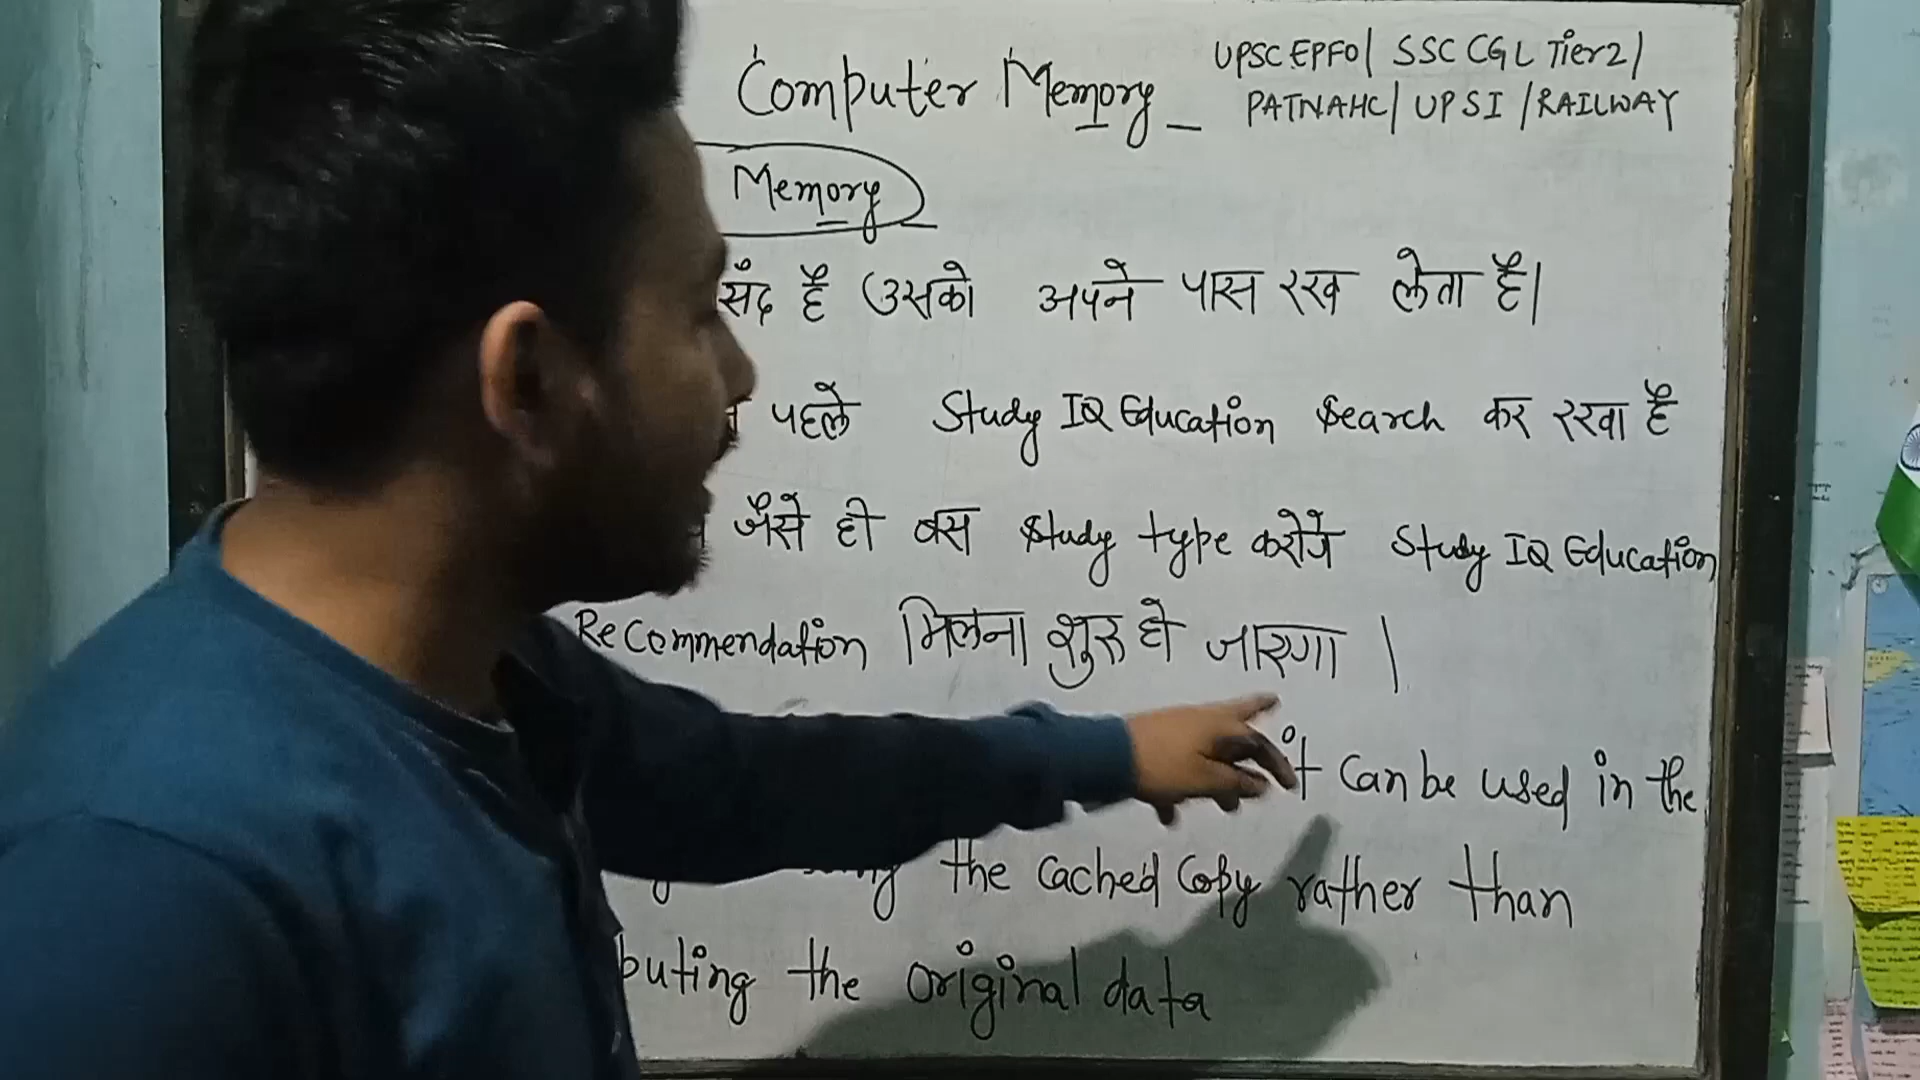 Computer Memory
UPSC EPFO/ SSC CGL Tier2/
PATNAHC/ UPSI /RAILWAY
Memory
है उसको अपने पास रख लेता है।
पहले Study IQ Education Search कर रखा है
जैसे ही बस Study type करोगे Study IQ Education
Recommendation मिलना शुरू हो जाएगा।
it can be used in the
the cached copy rather than
buting the original data